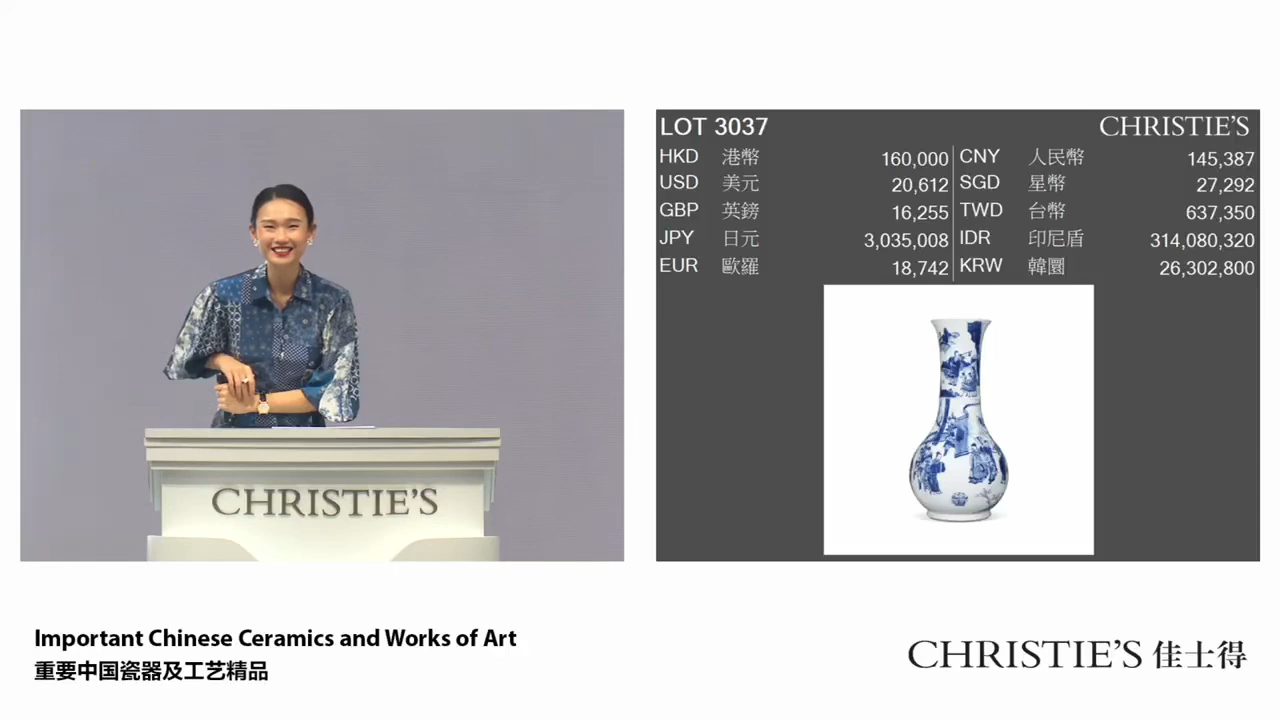 CHRISTIE'S
LOT 3037
CHRISTIE'S
HKD 港幣 160,000 CNY 人民幣 145,387
USD 美元 20,612 SGD 星幣 27,292
GBP 英鎊 16,255 TWD 台幣 637,350
JPY 日元 3,035,008 IDR 印尼盾 314,080,320
EUR 歐羅 18,742 KRW 韓圜 26,302,800
Important Chinese Ceramics and Works of Art
重要中国瓷器及工艺精品
CHRISTIE'S 佳士得